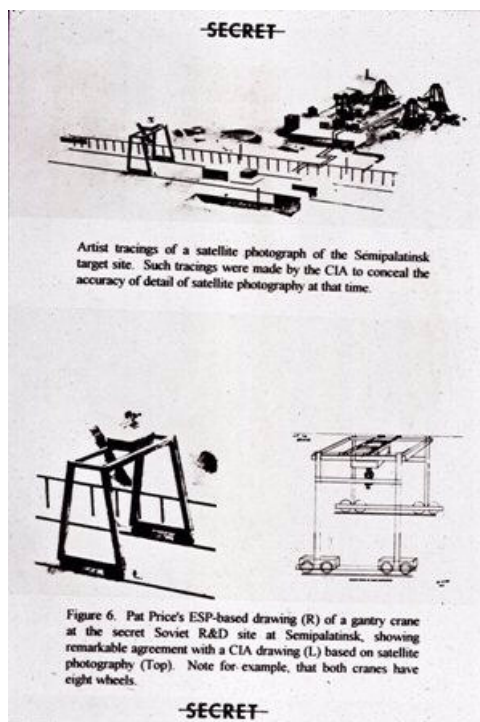 SECRET
Artist tracings of a satellite photograph of the Semipalatinsk
target site. Such tracings were made by the CIA to conceal the
accuracy of detail of satellite photography at that time.
Figure 6. Pat Price's ESP-based drawing (R) of a gantry crane
at the secret Soviet R&D site at Semipalatinsk, showing
remarkable agreement with a CIA drawing (L) based on satellite
photography (Top). Note for example, that both cranes have
eight wheels.
SECRET